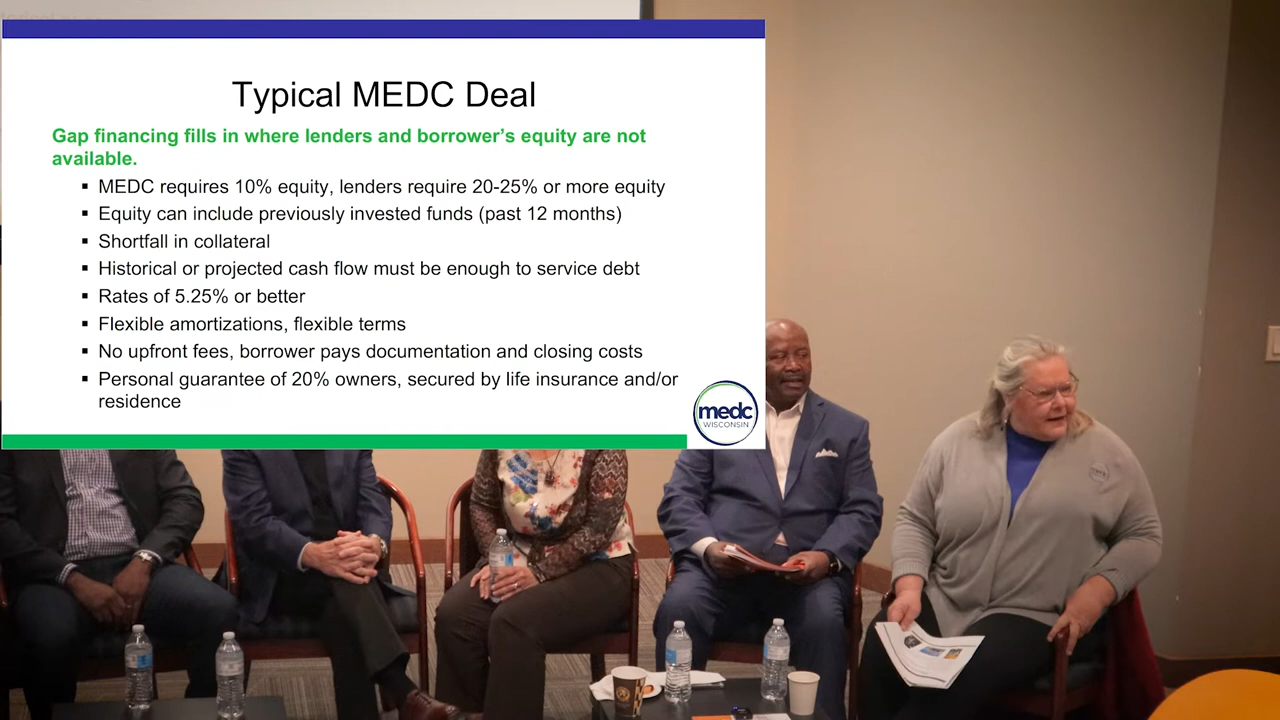 Typical MEDC Deal
Gap financing fills in where lenders and borrower's equity are not
available.
▪ MEDC requires 10% equity, lenders require 20-25% or more equity
▪ Equity can include previously invested funds (past 12 months)
▪ Shortfall in collateral
▪ Historical or projected cash flow must be enough to service debt
▪ Rates of 5.25% or better
▪ Flexible amortizations, flexible terms
▪ No upfront fees, borrower pays documentation and closing costs
▪ Personal guarantee of 20% owners, secured by life insurance and/or
residence
medc
WISCONSIN